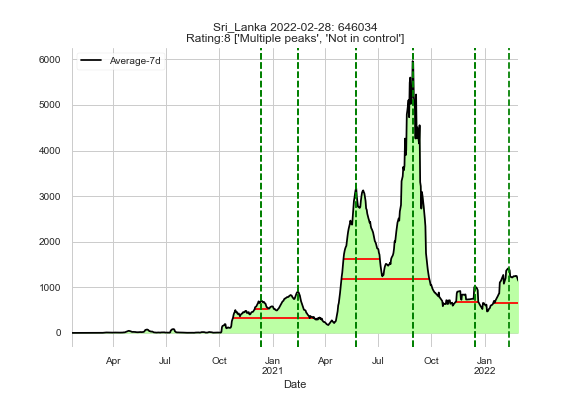 Sri_Lanka 2022-02-28: 646034
Rating:8 ['Multiple peaks', 'Not in control']
Average-7d
6000
5000
4000
3000
2000
1000
0
Apr Jul Oct Jan Apr Jul Oct Jan
2021 2022
Date